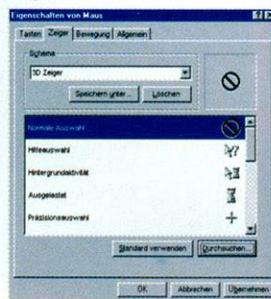 Eigenschaften von Maus
Tasten Zeiger Bewegung Allgemein
Schema
3D Zeiger
Speichern unter... Löschen
Normale Auswahl
Hilfeauswahl
Hintergrundaktivität
Ausgelastet
Präzisionsauswahl
Standard verwenden Durchsuchen...
OK Abbrechen Übernehmen